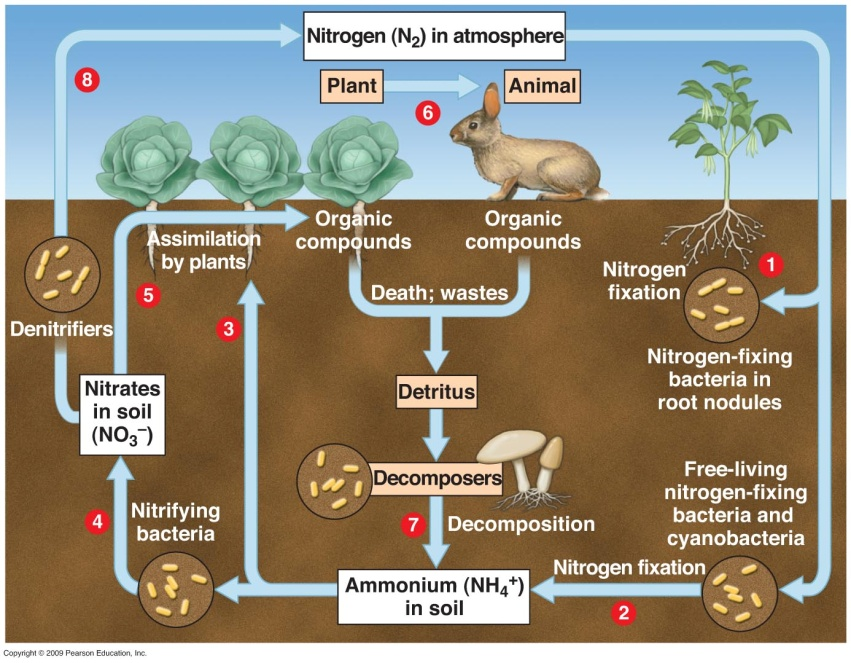 Nitrogen (N₂) in atmosphere
8
Plant
Animal
6
Assimilation
by plants
Organic
compounds
Organic
compounds
1
Nitrogen
fixation
5
3
Death; wastes
Denitrifiers
Nitrogen-fixing
bacteria in
root nodules
Nitrates
in soil
(NO₃⁻)
Detritus
Decomposers
Free-living
nitrogen-fixing
bacteria and
cyanobacteria
4
Nitrifying
bacteria
7
Decomposition
Ammonium (NH₄⁺)
in soil
Nitrogen fixation
2
Copyright © 2009 Pearson Education, Inc.